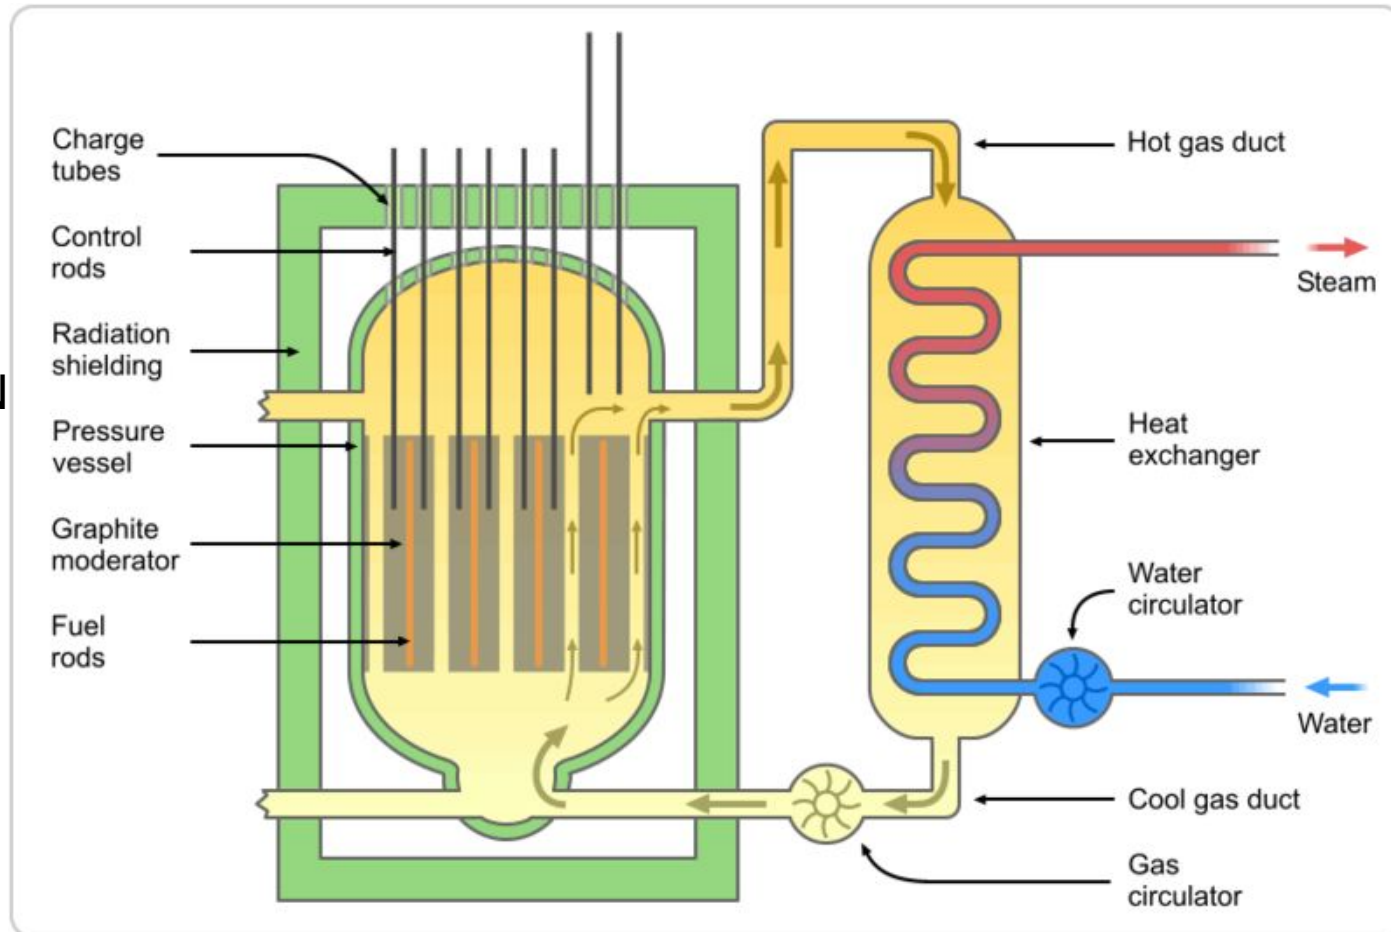 Charge
tubes
Control
rods
Radiation
shielding
Pressure
vessel
Graphite
moderator
Fuel
rods
Hot gas duct
Steam
Heat
exchanger
Water
circulator
Water
Cool gas duct
Gas
circulator